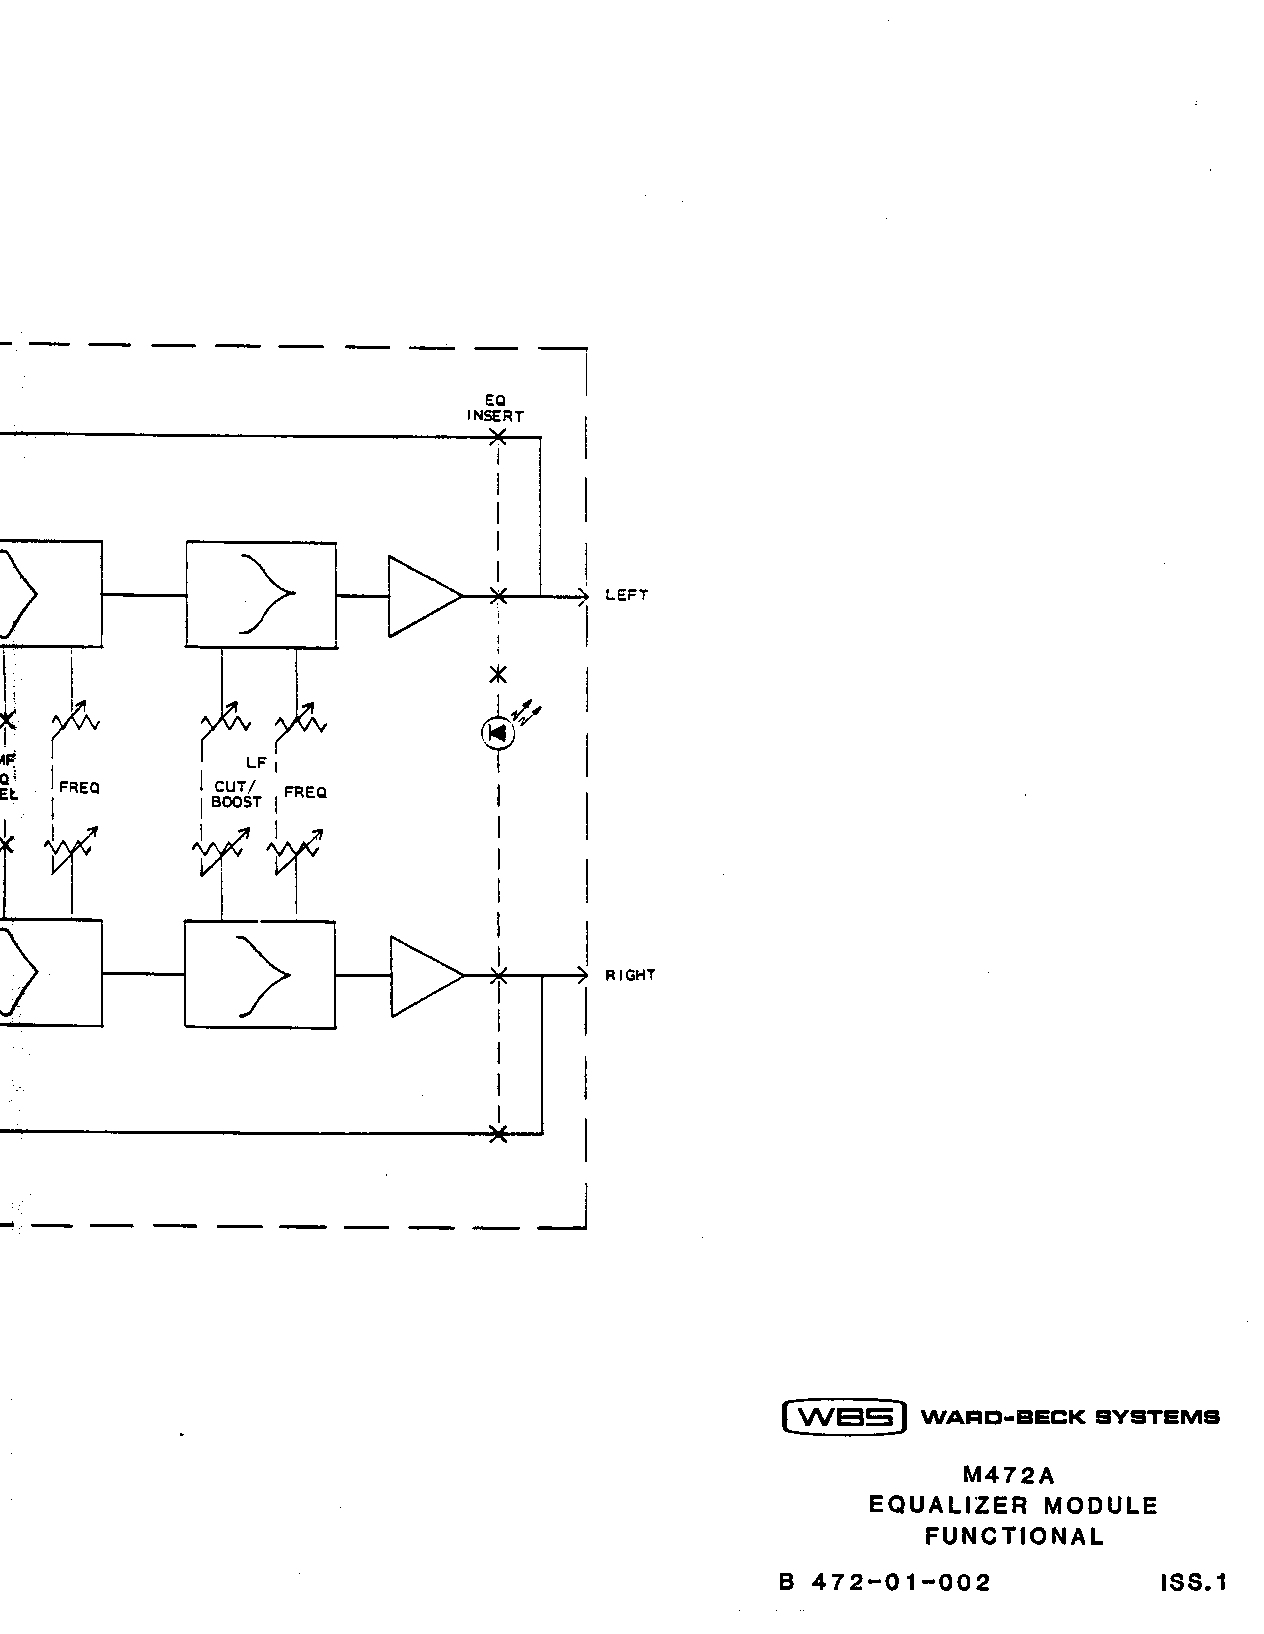 EQ
INSERT
LEFT
LF
FREQ
CUT/
BOOST
FREQ
RIGHT
WBS WARD-BECK SYSTEMS
M472A
EQUALIZER MODULE
FUNCTIONAL
B 472-01-002 ISS.1